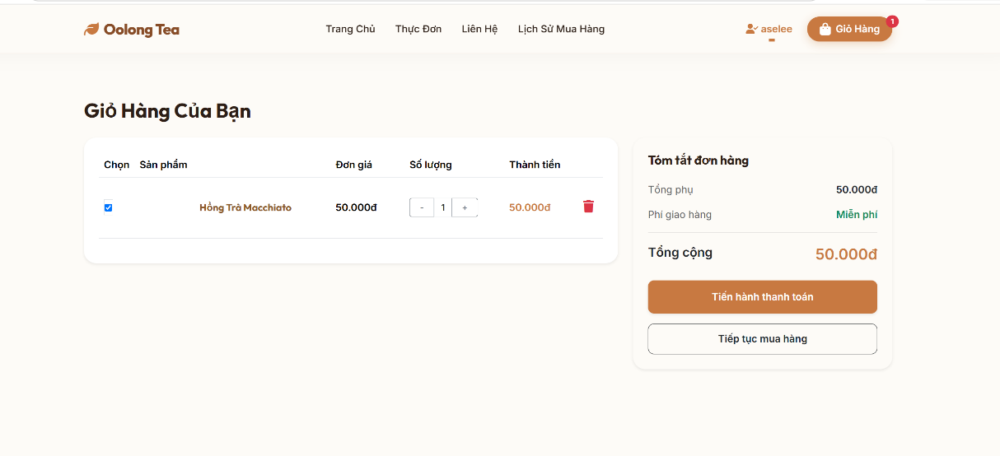 Oolong Tea Trang Chủ Thực Đơn Liên Hệ Lịch Sử Mua Hàng aselee Giỏ Hàng 1
Giỏ Hàng Của Bạn
Chọn Sản phẩm Đơn giá Số lượng Thành tiền
Hồng Trà Macchiato 50.000đ - 1 + 50.000đ
Tóm tắt đơn hàng
Tổng phụ 50.000đ
Phí giao hàng Miễn phí
Tổng cộng 50.000đ
Tiến hành thanh toán
Tiếp tục mua hàng